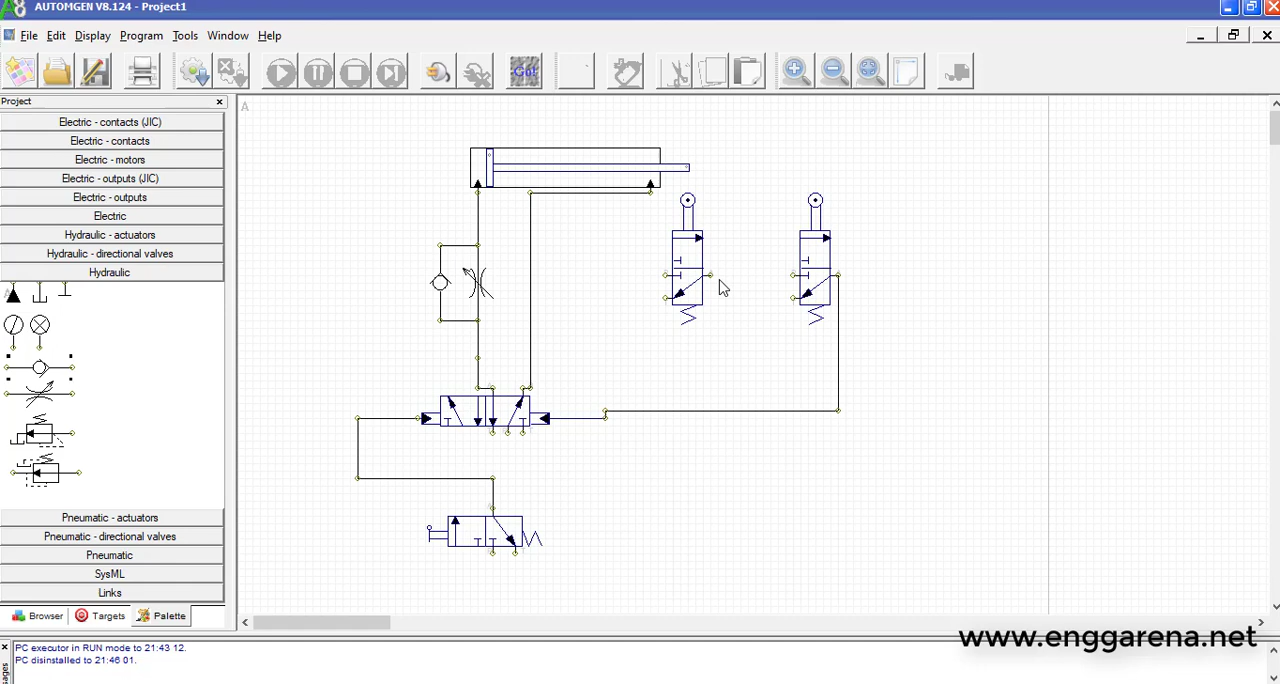 AUTOMGEN V8.124 - Project1
File Edit Display Program Tools Window Help
Go!
Project
A
Electric - contacts (JIC)
Electric - contacts
Electric - motors
Electric - outputs (JIC)
Electric - outputs
Electric
Hydraulic - actuators
Hydraulic - directional valves
Hydraulic
Pneumatic - actuators
Pneumatic - directional valves
Pneumatic
SysML
Links
Browser Targets Palette
PC executor in RUN mode to 21:43 12.
PC disinstalled to 21:46 01.
www.enggarena.net